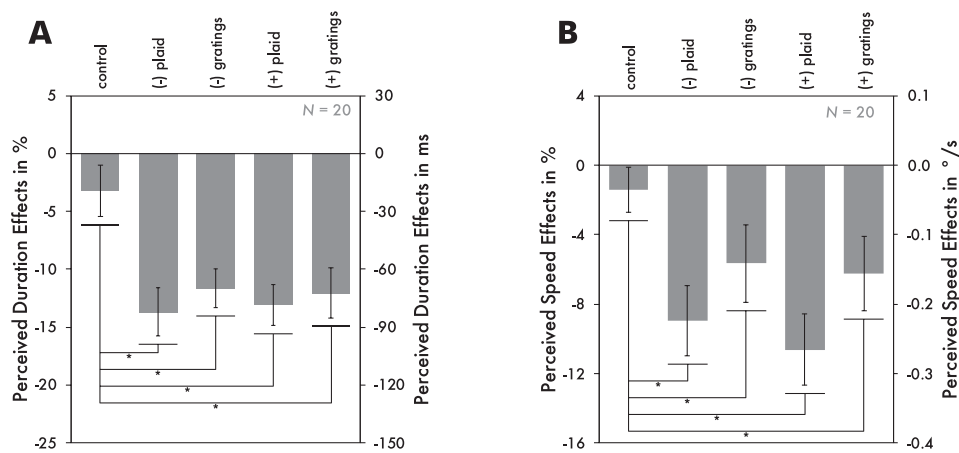 A
control
(-) plaid
(-) gratings
(+) plaid
(+) gratings
N = 20
Perceived Duration Effects in %
5
0
-5
-10
-15
-20
-25
30
0
-30
-60
-90
-120
-150
Perceived Duration Effects in ms
*
*
*
*
B
control
(-) plaid
(-) gratings
(+) plaid
(+) gratings
N = 20
Perceived Speed Effects in %
4
0
-4
-8
-12
-16
0.1
0.0
-0.1
-0.2
-0.3
-0.4
Perceived Speed Effects in °/s
*
*
*
*